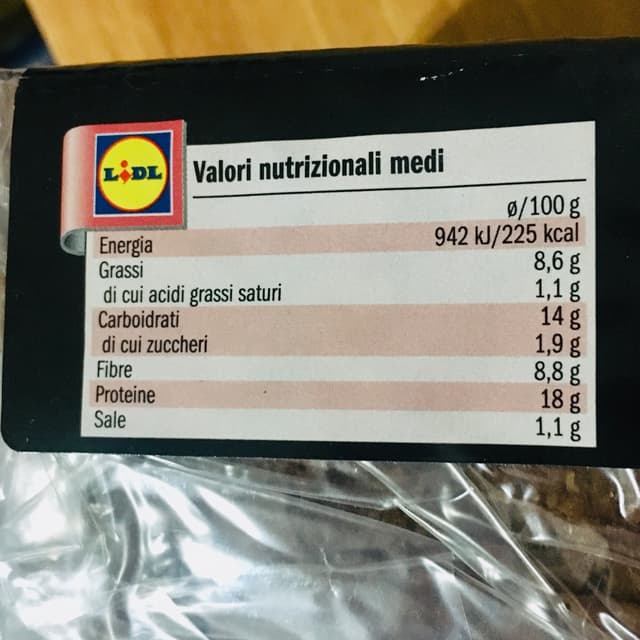 LIDL
Valori nutrizionali medi
ø/100 g
Energia 942 kJ/225 kcal
Grassi 8,6 g
di cui acidi grassi saturi 1,1 g
Carboidrati 14 g
di cui zuccheri 1,9 g
Fibre 8,8 g
Proteine 18 g
Sale 1,1 g